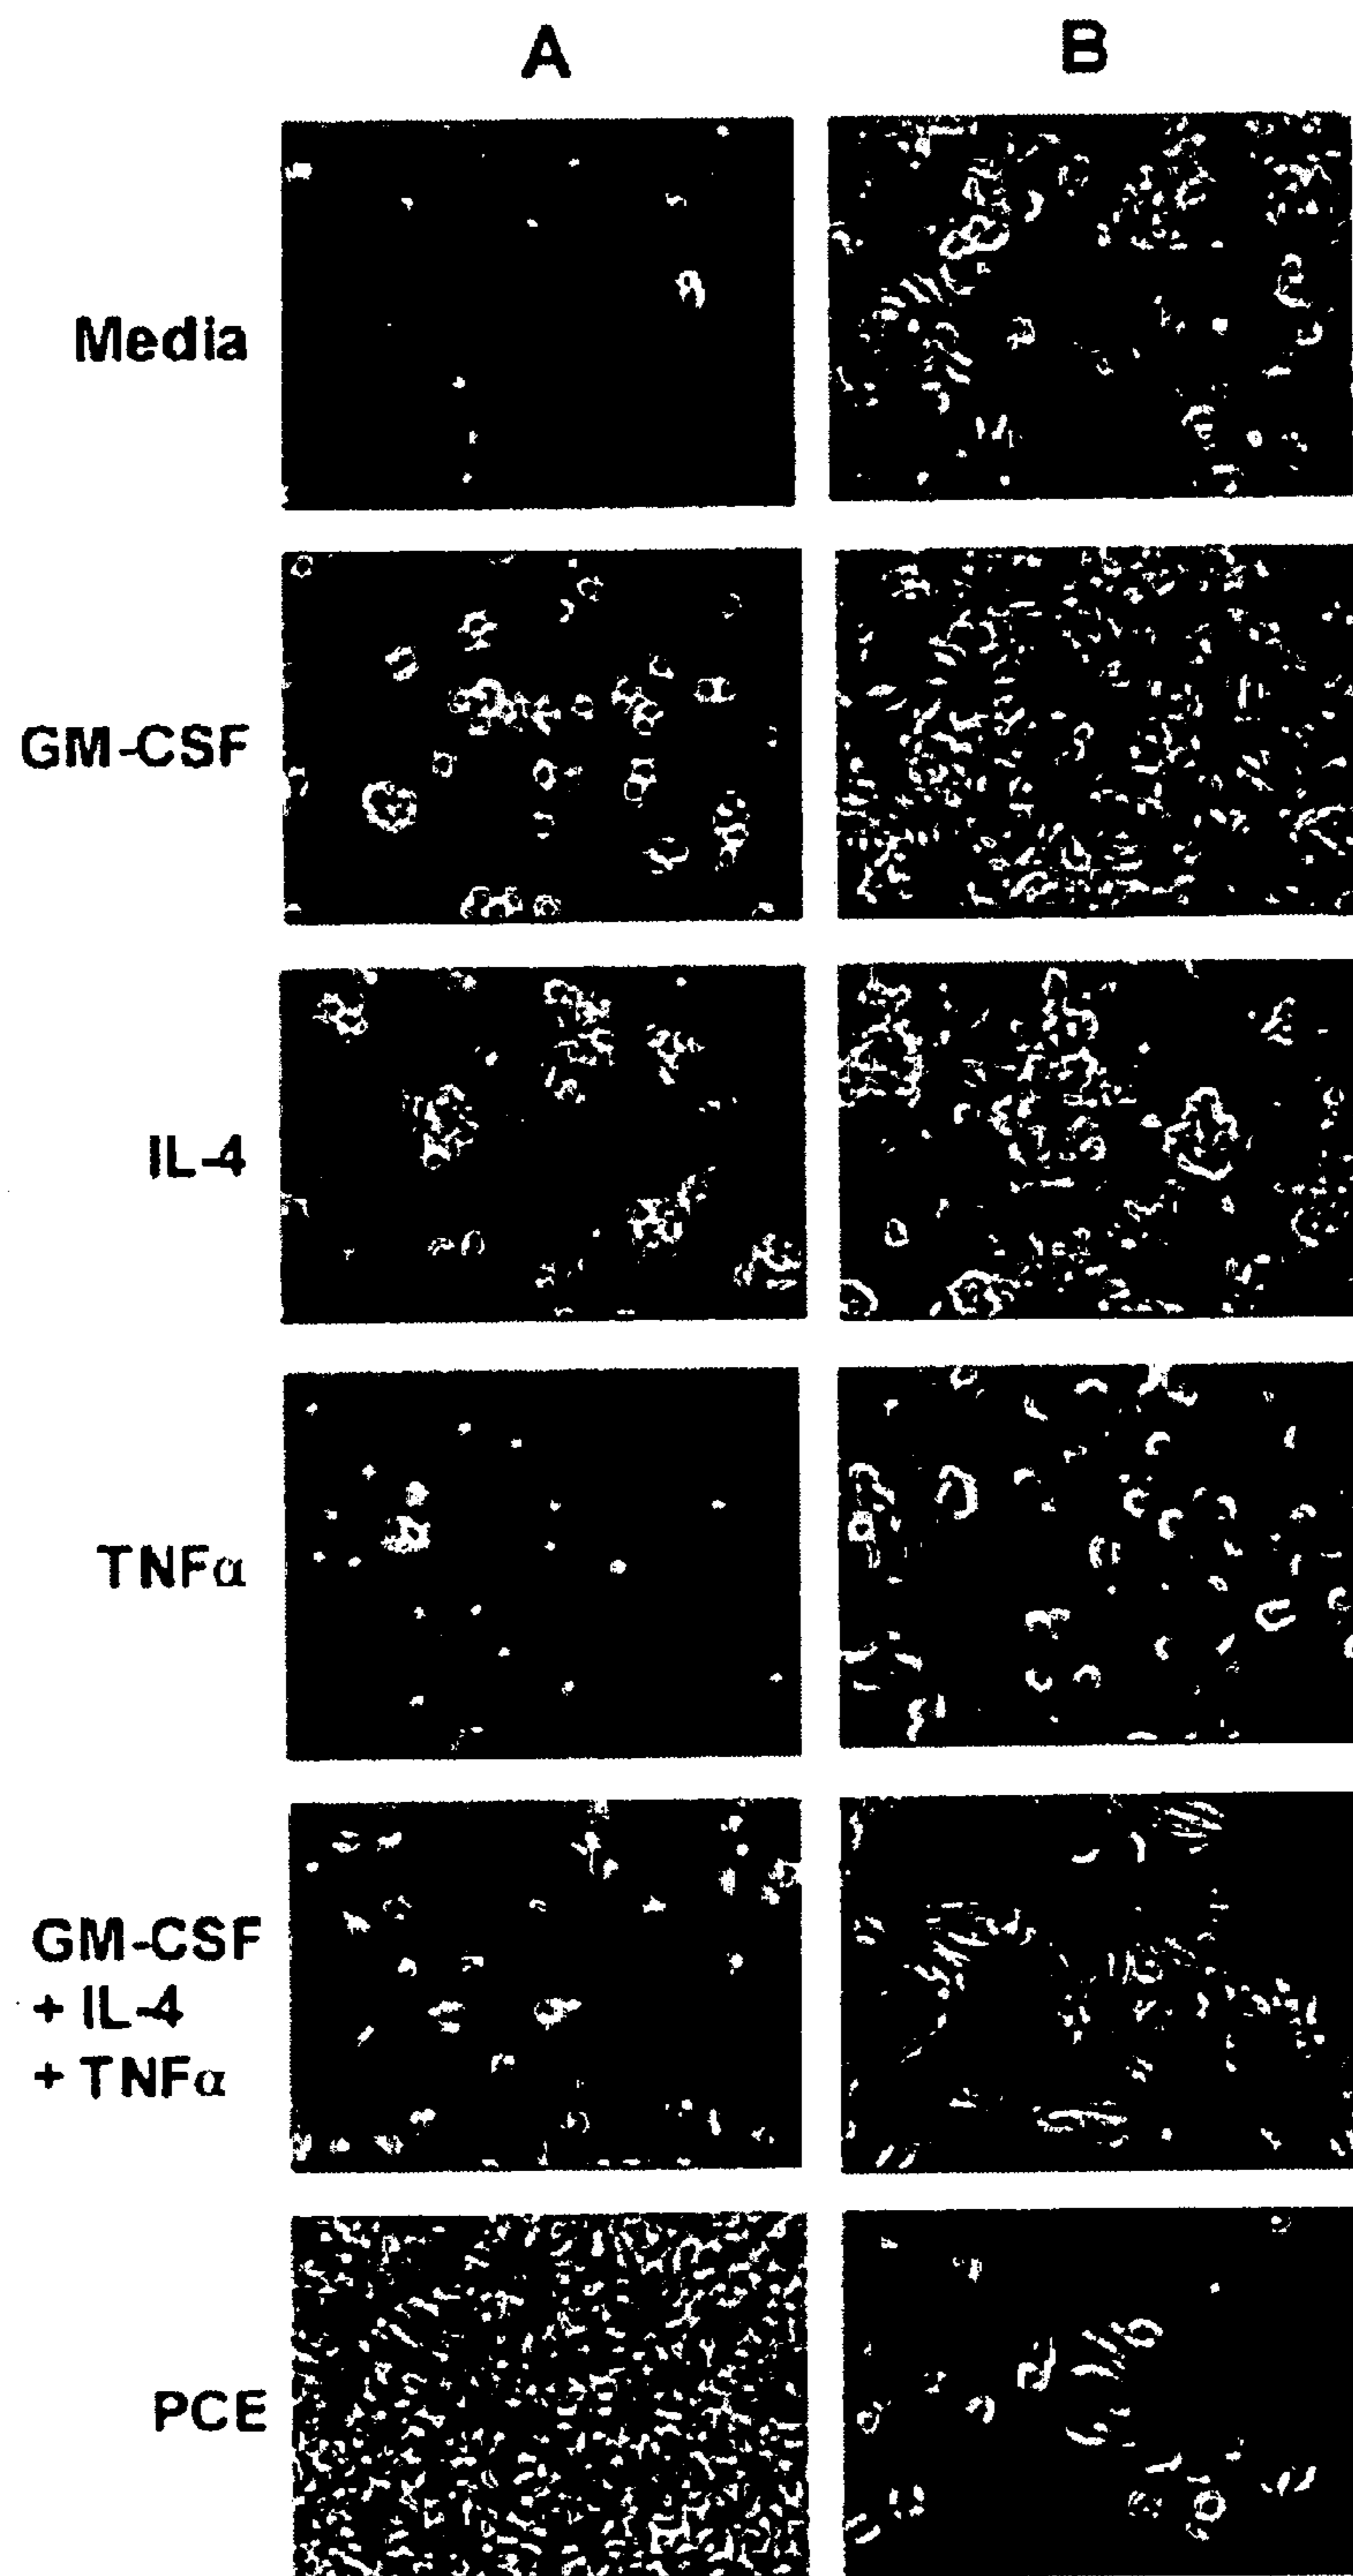 A B
Media
GM-CSF
IL-4
TNFα
GM-CSF
+ IL-4
+ TNFα
PCE